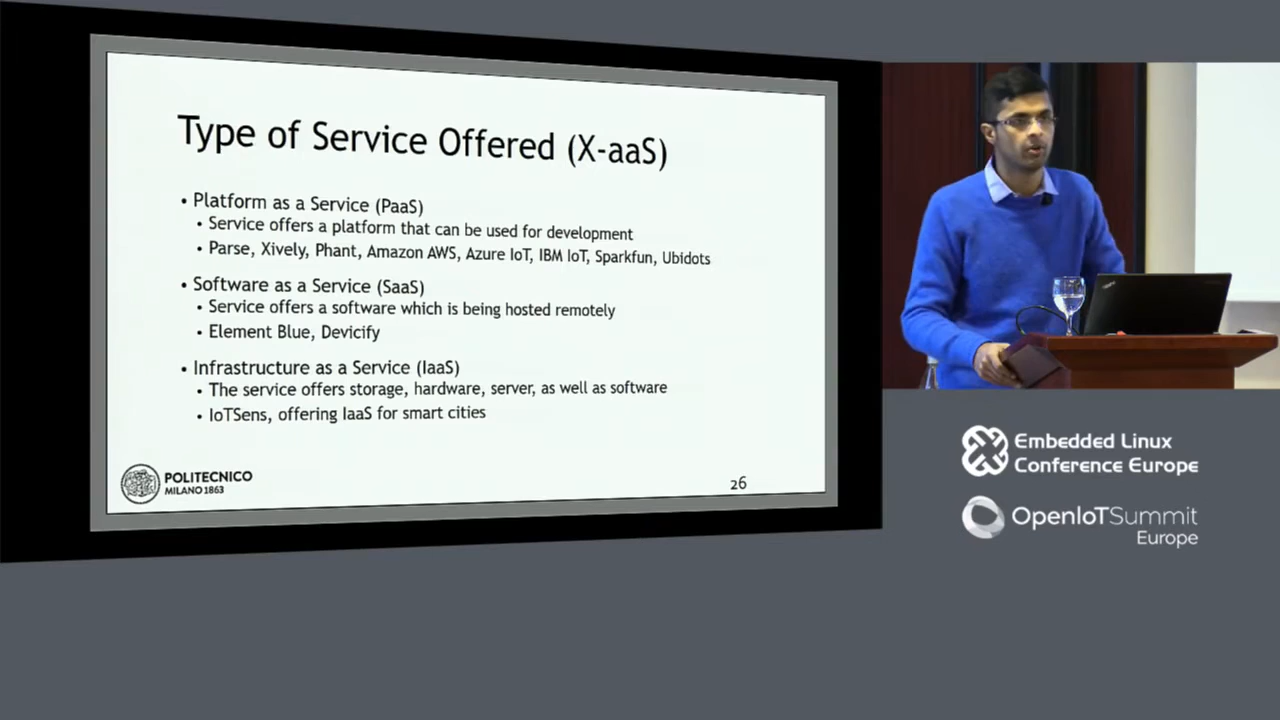 Type of Service Offered (X-aaS)
• Platform as a Service (PaaS)
• Service offers a platform that can be used for development
• Parse, Xively, Phant, Amazon AWS, Azure IoT, IBM IoT, Sparkfun, Ubidots
• Software as a Service (SaaS)
• Service offers a software which is being hosted remotely
• Element Blue, Devicify
• Infrastructure as a Service (IaaS)
• The service offers storage, hardware, server, as well as software
• IoTSens, offering IaaS for smart cities
POLITECNICO
MILANO 1863
26
Embedded Linux
Conference Europe
OpenIoTSummit
Europe